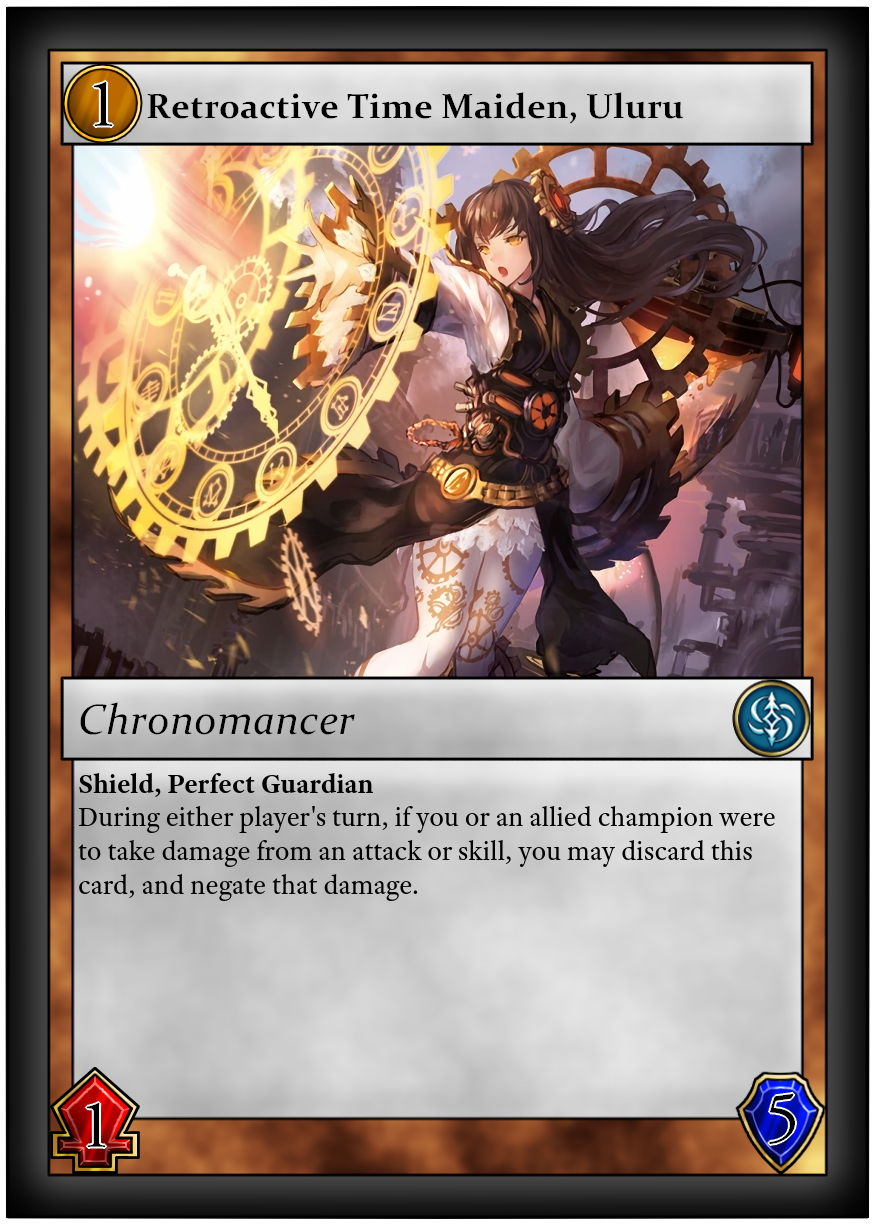 1
Retroactive Time Maiden, Uluru
Chronomancer
Shield, Perfect Guardian
During either player's turn, if you or an allied champion were
to take damage from an attack or skill, you may discard this
card, and negate that damage.
1
5